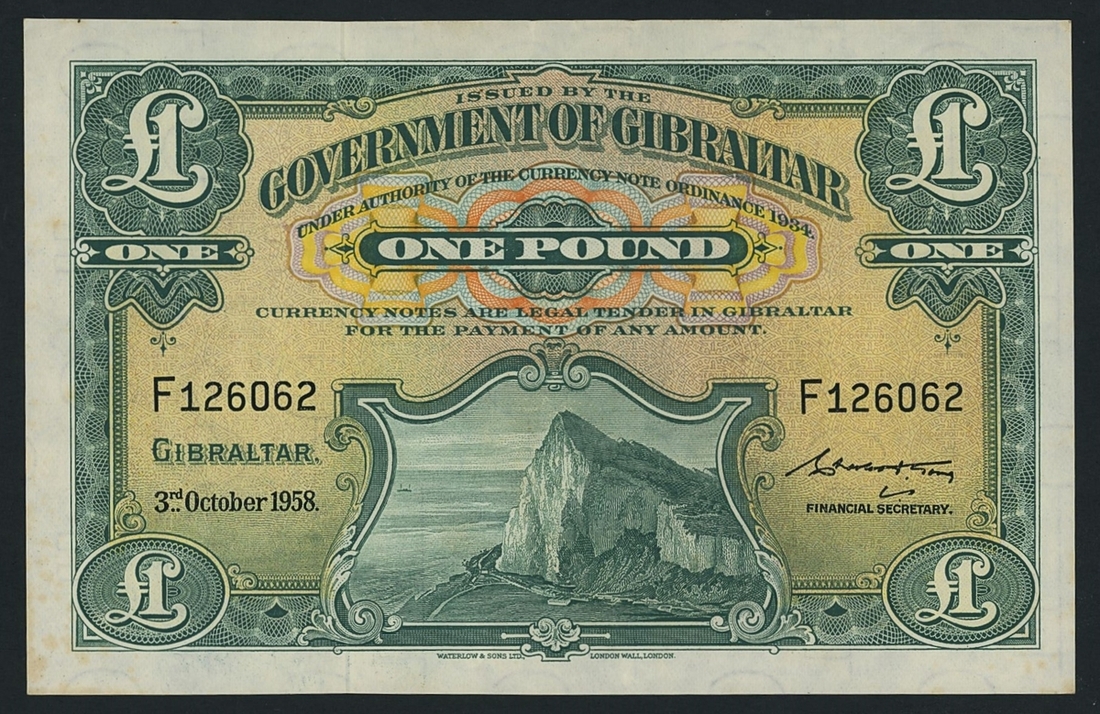 £1
£1
ISSUED BY THE
GOVERNMENT OF GIBRALTAR
UNDER AUTHORITY OF THE CURRENCY NOTE ORDINANCE 1934.
ONE
ONE POUND
ONE
CURRENCY NOTES ARE LEGAL TENDER IN GIBRALTAR
FOR THE PAYMENT OF ANY AMOUNT.
F126062
F126062
GIBRALTAR.
3rd. October 1958.
FINANCIAL SECRETARY.
£1
£1
WATERLOW & SONS LTD., LONDON WALL, LONDON.